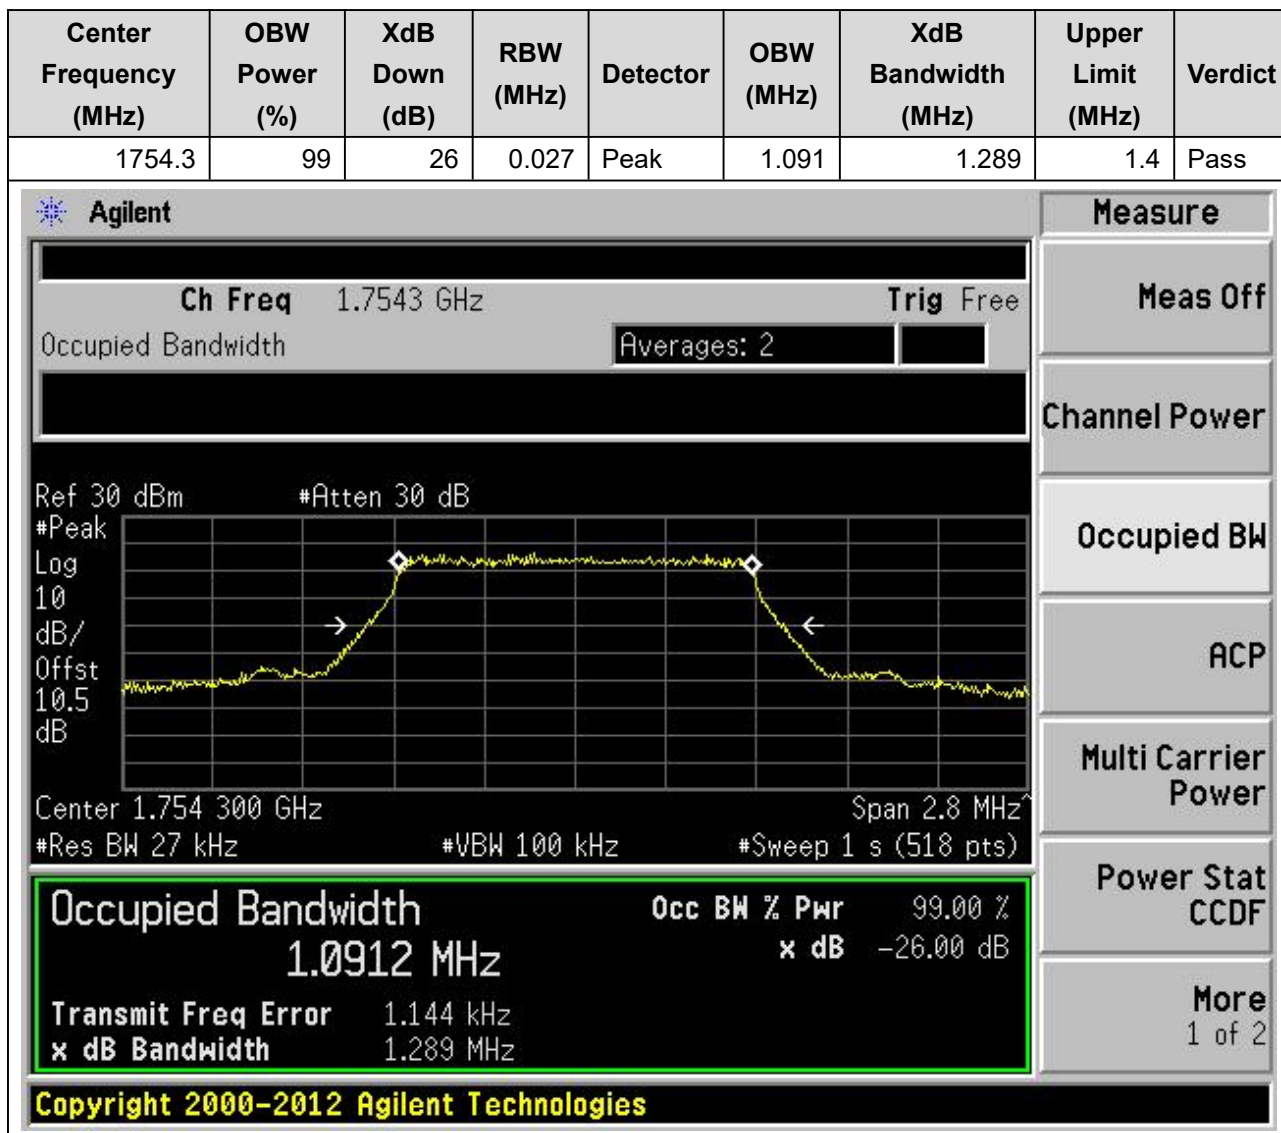 Center Frequency (MHz) OBW Power (%) XdB Down (dB) RBW (MHz) Detector OBW (MHz) XdB Bandwidth (MHz) Upper Limit (MHz) Verdict
1754.3 99 26 0.027 Peak 1.091 1.289 1.4 Pass
Agilent
Measure
Ch Freq 1.7543 GHz Trig Free
Meas Off
Occupied Bandwidth Averages: 2
Channel Power
Ref 30 dBm #Atten 30 dB
#Peak
Log
10
dB/
Offst
10.5
dB
Occupied BW
ACP
Multi Carrier
Power
Center 1.754 300 GHz Span 2.8 MHz^
#Res BW 27 kHz #VBW 100 kHz #Sweep 1 s (518 pts)
Power Stat
CCDF
Occupied Bandwidth Occ BW % Pwr 99.00 %
1.0912 MHz x dB -26.00 dB
Transmit Freq Error 1.144 kHz
x dB Bandwidth 1.289 MHz
More
1 of 2
Copyright 2000-2012 Agilent Technologies